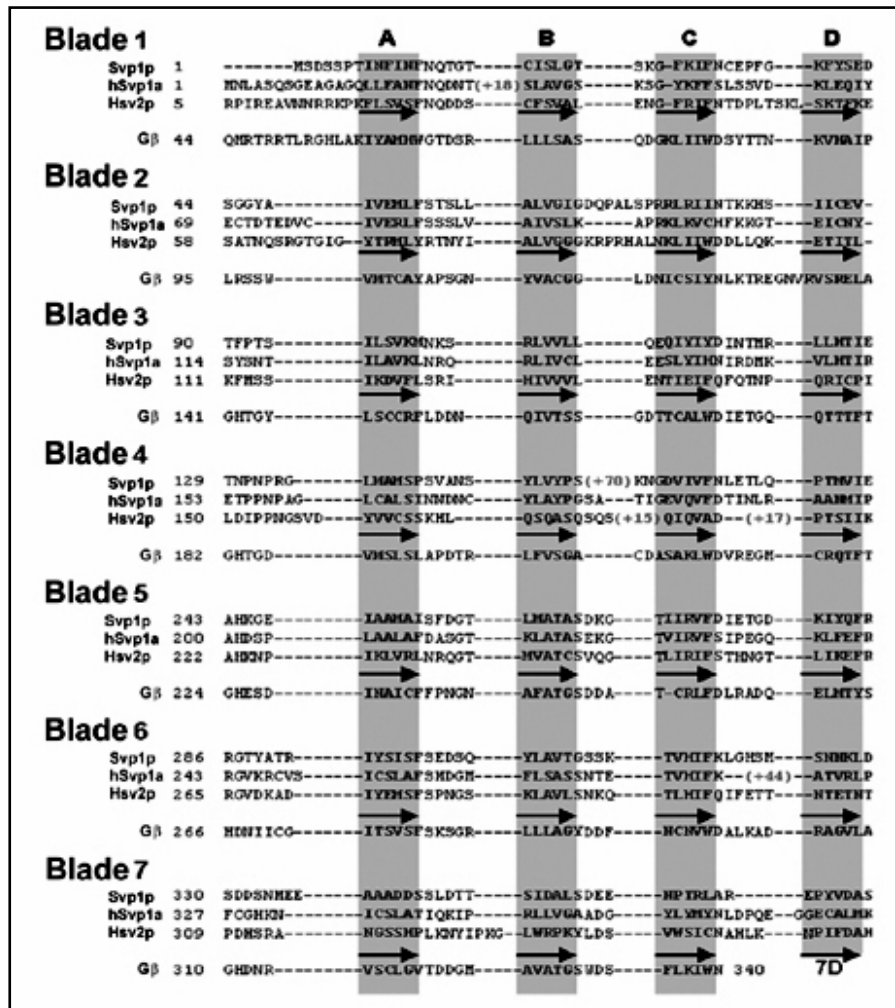 A B C D
Blade 1
Svp1p 1 -------MSDSSPTINFINFNQTGT------CISLGT------SKG-FKIFNCEPFG-----KFYSED
hSvp1a 1 MNLASQSGEAGAGQLLFANFNQDNT(+18)SLAVGS------KSG-YKFFSLSSVD----KLEQIY
Hsv2p 5 RPIREAVNNRRKPKFLSVSFNQDDS------CFSVAL------ENG-FRIFNTDPLTSKL-SKTFKE
Gβ 44 QMRTRRTLRGHLAKIYAMHWGTDSR------LLLSAS------QDGKLIIWDSYTTN-----KVHAIP
Blade 2
Svp1p 44 SGGYA---------IVEMLFSTSLL------ALVGIGDQPALSPRRLRIINTKKHS-----IICEV-
hSvp1a 69 ECTDTEDVC-----IVERLFSSSLV------AIVSLK------APRKLKVCHFKKGT----EICNY-
Hsv2p 58 SATNQSRGTGIG--YTRMLYRTNYI------ALVGGGKRPRHALNKLIIWDDLLQK-----ETITL-
Gβ 95 LRSSW---------VMTCAYAPSGN------YVACGG------LDNICSIYNLKTREGNVRVSRELA
Blade 3
Svp1p 90 TFPTS---------ILSVKMNKS--------RLVVLL------QEQIYIYDINTMR-----LLHTIE
hSvp1a 114 SYSNT---------ILAVKLNRQ--------RLIVCL------EESLYIHNIRDMK-----VLHTIR
Hsv2p 111 KFMSS---------IKDVFLSRI--------HIVVVL------ENTIEIFQFQTNP-----QRICPI
Gβ 141 GHTGY---------LSCCRFLDDN-------QIVTSS------GDTTCALWDIETGQ----QTTTFT
Blade 4
Svp1p 129 TNPNPRG-------LMAMSPSVANS------YLVYPS(+70)KNGDVIVFNLETLQ-----PTMVIE
hSvp1a 153 ETPPNPAG------LCALSINNDNC------YLAYPGSA---TIGEVQVFDTINLR-----AANMIP
Hsv2p 150 LDIPPNGSVD----YVVCSSKML--------QSQASQSQS(+15)QIQVAD---(+17)---PTSIIK
Gβ 182 GHTGD---------VMSLSLAPDTR------LFVSGA------CDASAKLWDVREGM----CRQTFT
Blade 5
Svp1p 243 AHKGE---------IAAMAISFDGT------LMATASDKG---TIIRVFDIETGD-----KIYQFR
hSvp1a 200 AHDSP---------LAALAFDASGT------KLATASEKG---TVIRVFSIPEGQ-----KLFEFR
Hsv2p 222 AHKNP---------IKLVRLNRQGT------MVATCSVQG---TLIRIFSTHNGT-----LIKEFR
Gβ 224 GHESD---------INAICFFPNGN------AFATGSDDA---T-CRLFDLRADQ-----ELMTYS
Blade 6
Svp1p 286 RGTYATR-------IYSISFSEDSQ------YLAVTGSSK---TVHIFKLGHSM-----SNNKLD
hSvp1a 243 RGVKRCVS------ICSLAFSMDGM------FLSASSNTE---TVHIFK---(+44)--ATVRLP
Hsv2p 265 RGVDKAD-------IYEMSFSPNGS------KLAVLSNKQ---TLHIFQIFETT-----NTETNT
Gβ 266 HDNIICG-------ITSVSFSKSGR------LLLAGYDDF---NCNVWDALKAD-----RAGVLA
Blade 7
Svp1p 330 SDDSNMEE------AAADDSSLDTT------SIDALSDEE---HPTRLAR---------EPYVDAS
hSvp1a 327 FCGHKN--------ICSLATIQKIP------RLLVGAADG---YLYMYNLDPQE---GGECALMK
Hsv2p 309 PDHSRA--------NGSSHPLKNYIPKG---LWRPKYLDS---VWSICNAHLK------NPIFDAH
Gβ 310 GHDNR---------VSCLGVTDDGM------AVATGSWDS---FLKIWN 340 7D